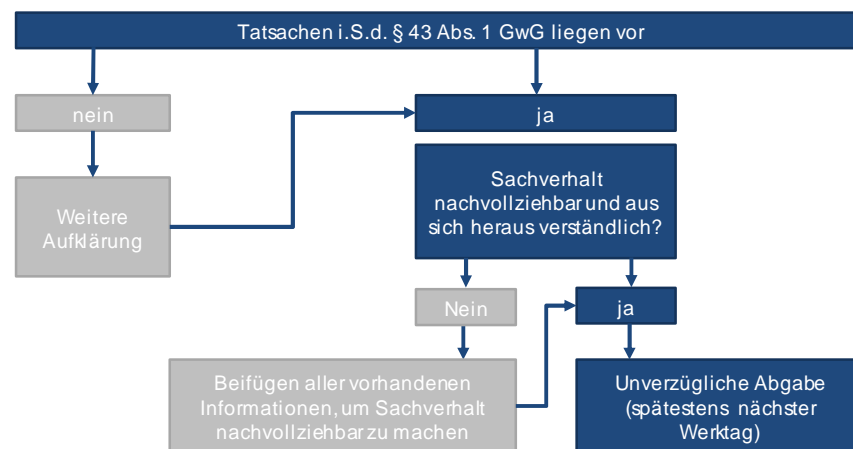 Tatsachen i.S.d. § 43 Abs. 1 GwG liegen vor
nein
ja
Weitere
Aufklärung
Sachverhalt
nachvollziehbar und aus
sich heraus verständlich?
Nein
ja
Beifügen aller vorhandenen
Informationen, um Sachverhalt
nachvollziehbar zu machen
Unverzügliche Abgabe
(spätestens nächster
Werktag)